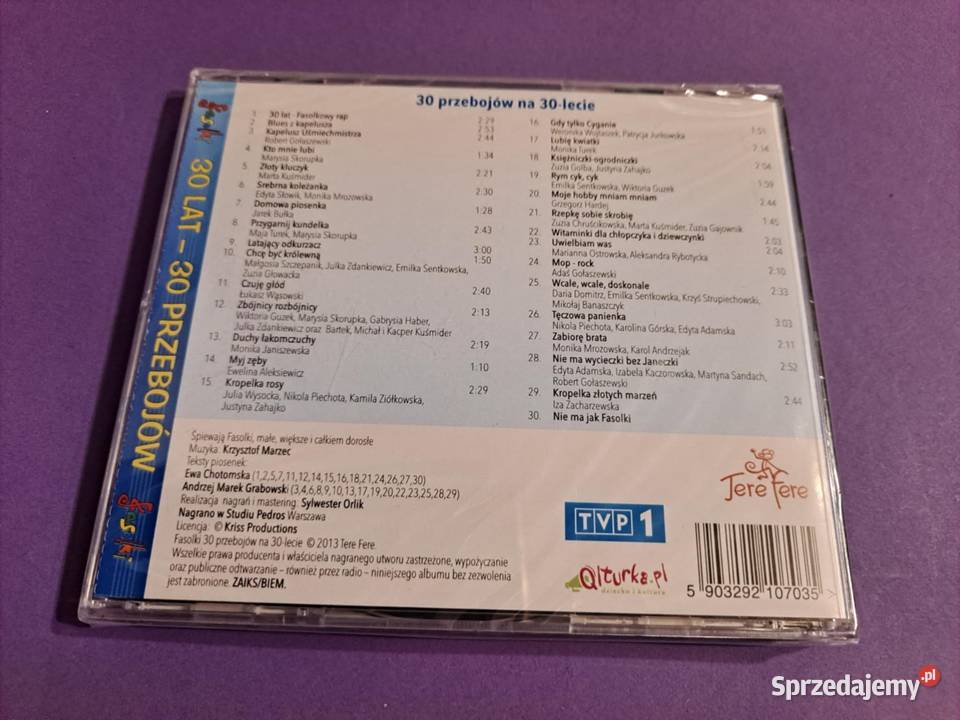 30 LAT – 30 PRZEBOJÓW
30 przebojów na 30-lecie
1. 30 lat - Fasolkowy rap 2:29
2. Blues z kapelusza 2:53
3. Kapelusz Uśmiechmistrza 2:44
Robert Gołaszewski
4. Kto mnie lubi 1:34
Marysia Skorupka
5. Złoty kluczyk 2:21
Marta Kuśmider
6. Srebrna koleżanka 2:30
Edyta Słowik, Monika Mrozowska
7. Domowa piosenka 1:28
Jarek Bułka
8. Przygarnij kundelka 2:43
Maja Turek, Marysia Skorupka
9. Latający odkurzacz 3:00
10. Chcę być królewną 1:50
Małgosia Szczepanik, Julka Zdankiewicz, Emilka Sentkowska,
Zuzia Głowacka
11. Czuję głód 2:40
Łukasz Wąsowski
12. Zbójnicy rozbójnicy 2:13
Wiktoria Guzek, Marysia Skorupka, Gabrysia Haber,
Julka Zdankiewicz oraz Bartek, Michał i Kacper Kuśmider
13. Duchy łakomczuchy 2:19
Monika Janiszewska
14. Myj zęby 1:10
Ewelina Aleksiewicz
15. Kropelka rosy 2:29
Julia Wysocka, Nikola Piechota, Kamila Ziółkowska,
Justyna Zahajko
16. Gdy tylko Cyganie 1:51
Weronika Wojtaszek, Patrycja Jurkowska
17. Lubię kwiatki 2:14
Monika Turek
18. Księżniczki ogrodniczki 2:04
Zuzia Golba, Justyna Zahajko
19. Rym cyk, cyk 1:59
Emilka Sentkowska, Wiktoria Guzek
20. Moje hobby mniam mniam 2:44
Grzegorz Hardej
21. Rzepkę sobie skrobię 1:45
Zuzia Chruścikowska, Marta Kuśmider, Zuzia Gajownik
22. Witaminki dla chłopczyka i dziewczynki 2:03
23. Uwielbiam was 2:04
Marianna Ostrowska, Aleksandra Rybotycka
24. Mop - rock 2:10
Adaś Gołaszewski
25. Wcale, wcale, doskonale 2:33
Daria Domitrz, Emilka Sentkowska, Krzyś Strupiechowski,
Mikołaj Banaszczyk
26. Tęczowa panienka 3:03
Nikola Piechota, Karolina Górska, Edyta Adamska
27. Zabiorę brata 2:11
Monika Mrozowska, Karol Andrzejak
28. Nie ma wycieczki bez Janeczki 2:52
Edyta Adamska, Izabela Kaczorowska, Martyna Sandach,
Robert Gołaszewski
29. Kropelka złotych marzeń 2:44
Iza Zacharzewska
30. Nie ma jak Fasolki
Śpiewają Fasolki, małe, większe i całkiem dorosłe
Muzyka: Krzysztof Marzec
Teksty piosenek:
Ewa Chotomska (1,2,5,7,11,12,14,15,16,18,21,24,26,27,30)
Andrzej Marek Grabowski (3,4,6,8,9,10,13,17,19,20,22,23,25,28,29)
Realizacja nagrań i mastering Sylwester Orlik
Nagrano w Studiu Pedros Warszawa
Licencja: © Kriss Productions
Fasolki 30 przebojów na 30-lecie © 2013 Tere Fere.
Wszelkie prawa producenta i właściciela nagranego utworu zastrzeżone, wypożyczanie
oraz publiczne odtwarzanie – również przez radio – niniejszego albumu bez zezwolenia
jest zabronione. ZAIKS/BIEM.
Tere Fere
TVP 1
Qlturka.pl
dziecko i kultura
5 903292 107035
Sprzedajemy.pl